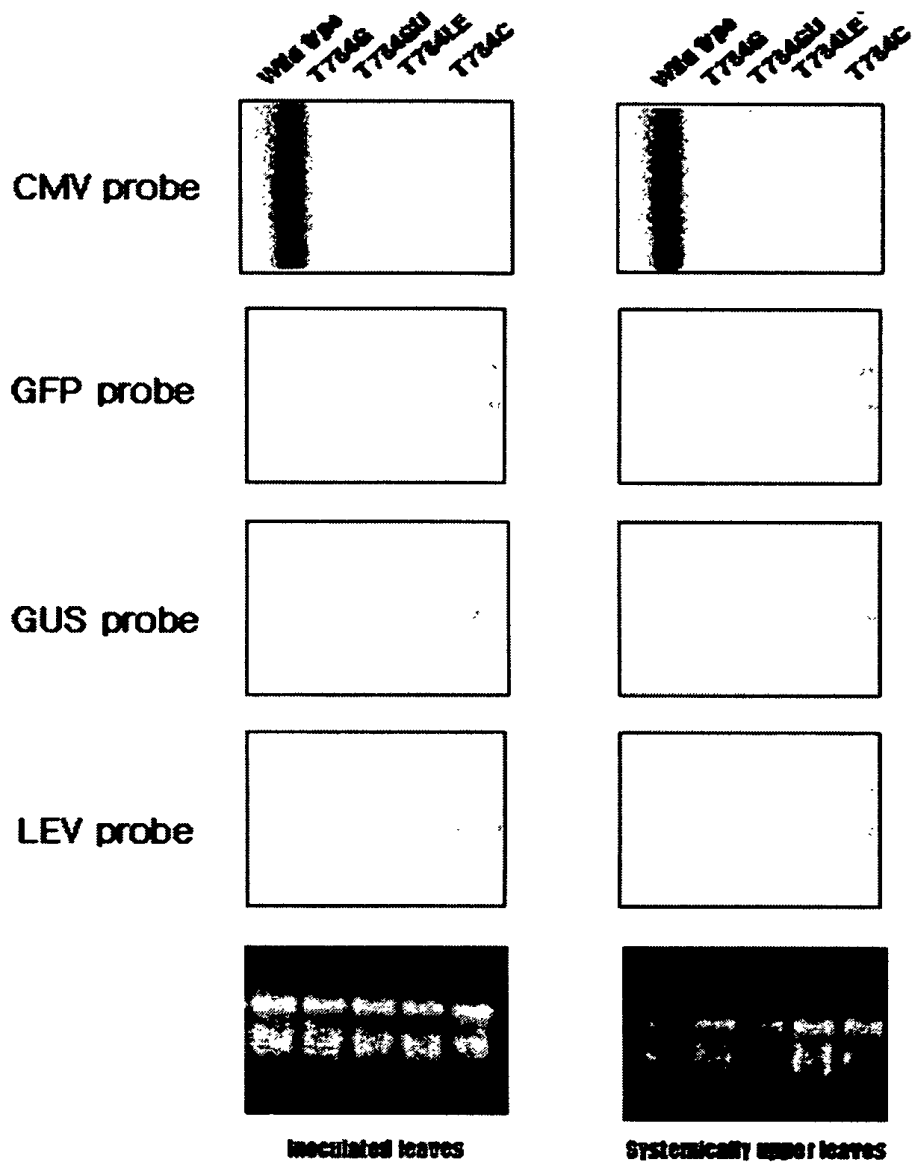 Wild type T784G T784GU T784LE T784C
Wild type T784G T784GU T784LE T784C
CMV probe
GFP probe
GUS probe
LEV probe
Inoculated leaves
Systemically upper leaves